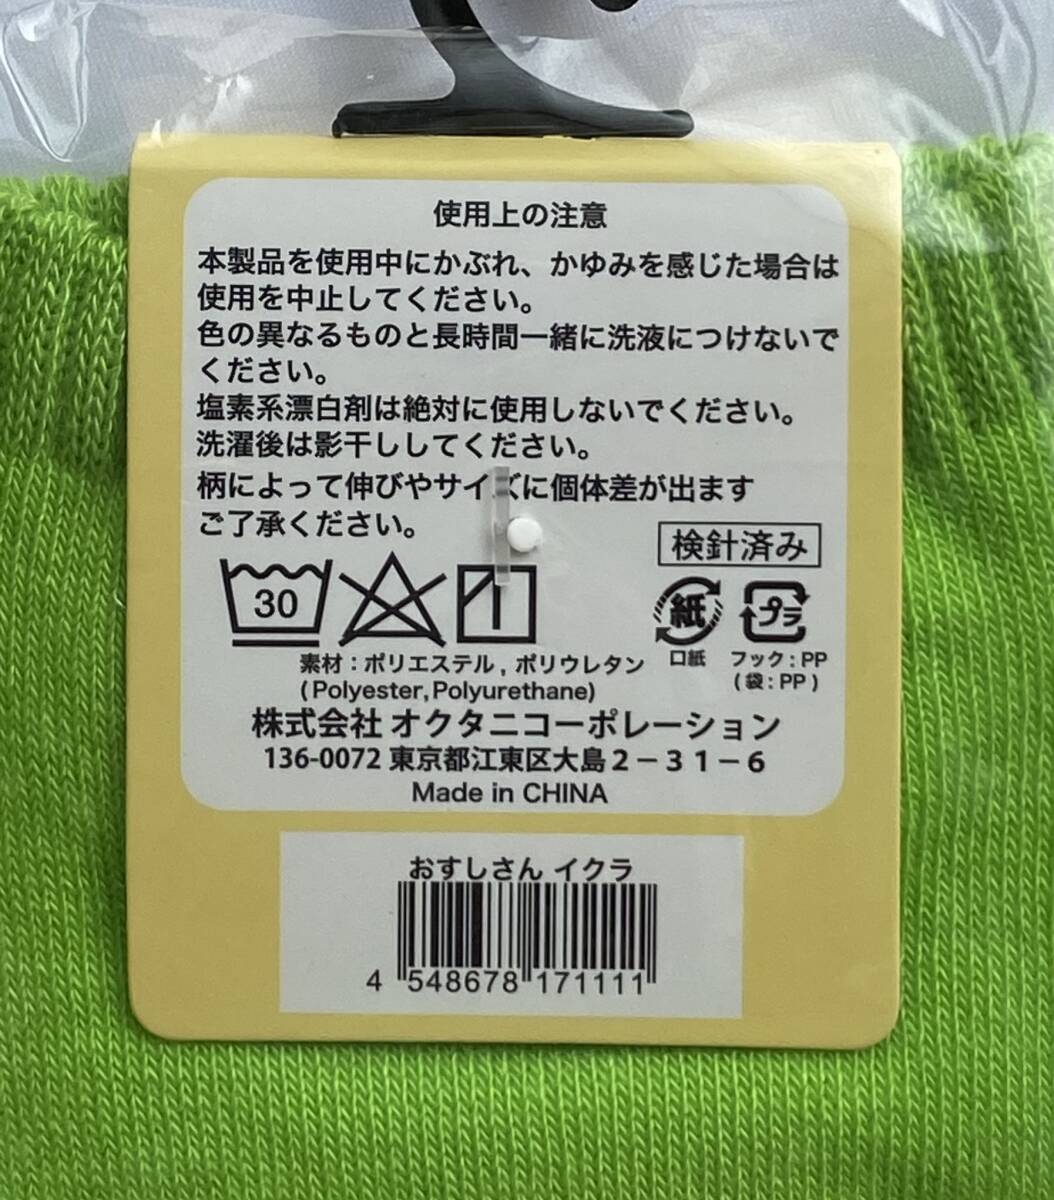 使用上の注意
本製品を使用中にかぶれ、かゆみを感じた場合は
使用を中止してください。
色の異なるものと長時間一緒に洗液につけないで
ください。
塩素系漂白剤は絶対に使用しないでください。
洗濯後は影干ししてください。
柄によって伸びやサイズに個体差が出ます
ご了承ください。
検針済み
30
紙
プラ
口紙
フック:PP
(袋:PP)
素材:ポリエステル, ポリウレタン
(Polyester,Polyurethane)
株式会社 オクタニコーポレーション
136-0072 東京都江東区大島2-31-6
Made in CHINA
おすしさん イクラ
4 548678 171111